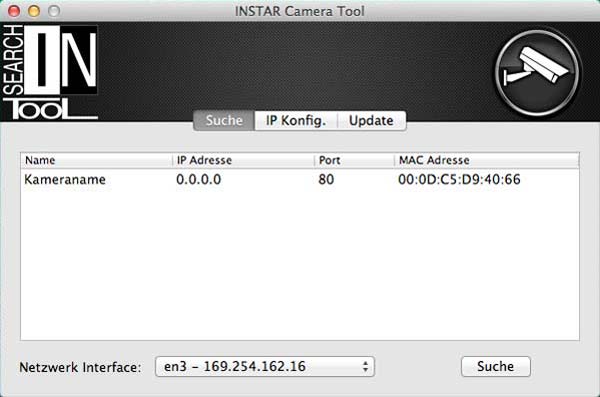 INSTAR Camera Tool
SEARCH IN
TOOL
Suche IP Konfig. Update
Name IP Adresse Port MAC Adresse
Kameraname 0.0.0.0 80 00:0D:C5:D9:40:66
Netzwerk Interface: en3 - 169.254.162.16 Suche